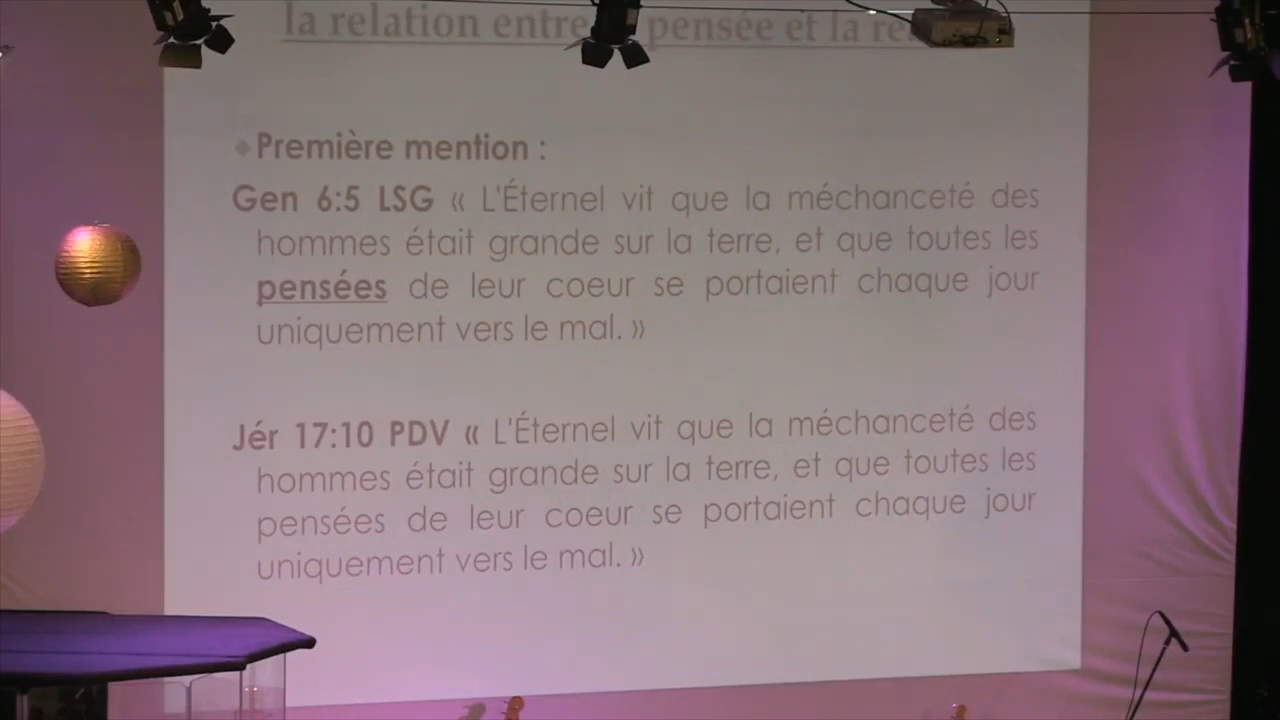 la relation entre pensée et la
◆Première mention :
Gen 6:5 LSG « L'Éternel vit que la méchanceté des
hommes était grande sur la terre, et que toutes les
pensées de leur coeur se portaient chaque jour
uniquement vers le mal. »
Jér 17:10 PDV « L'Éternel vit que la méchanceté des
hommes était grande sur la terre, et que toutes les
pensées de leur coeur se portaient chaque jour
uniquement vers le mal. »